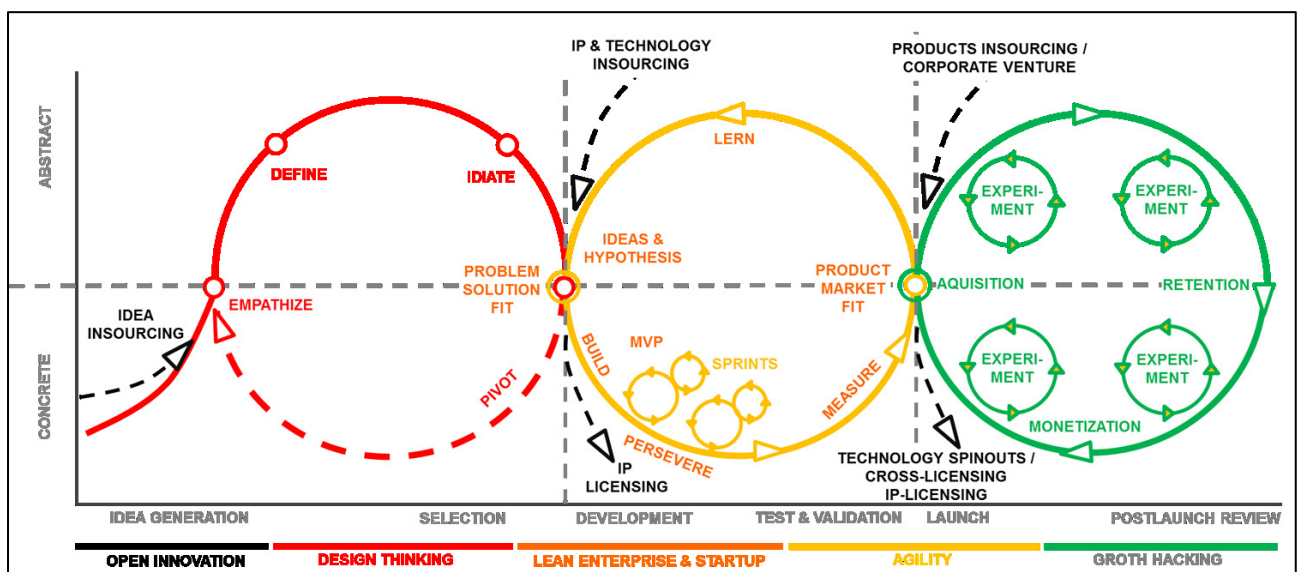 IP & TECHNOLOGY
INSOURCING
PRODUCTS INSOURCING /
CORPORATE VENTURE
ABSTRACT
CONCRETE
DEFINE
IDIATE
LERN
EXPERI-
MENT
EXPERI-
MENT
IDEAS &
HYPOTHESIS
PROBLEM
SOLUTION
FIT
PRODUCT
MARKET
FIT
AQUISITION
RETENTION
EMPATHIZE
IDEA
INSOURCING
PIVOT
BUILD
MVP
SPRINTS
MEASURE
PERSEVERE
EXPERI-
MENT
EXPERI-
MENT
MONETIZATION
IP
LICENSING
TECHNOLOGY SPINOUTS /
CROSS-LICENSING
IP-LICENSING
IDEA GENERATION
SELECTION
DEVELOPMENT
TEST & VALIDATION
LAUNCH
POSTLAUNCH REVIEW
OPEN INNOVATION
DESIGN THINKING
LEAN ENTERPRISE & STARTUP
AGILITY
GROTH HACKING